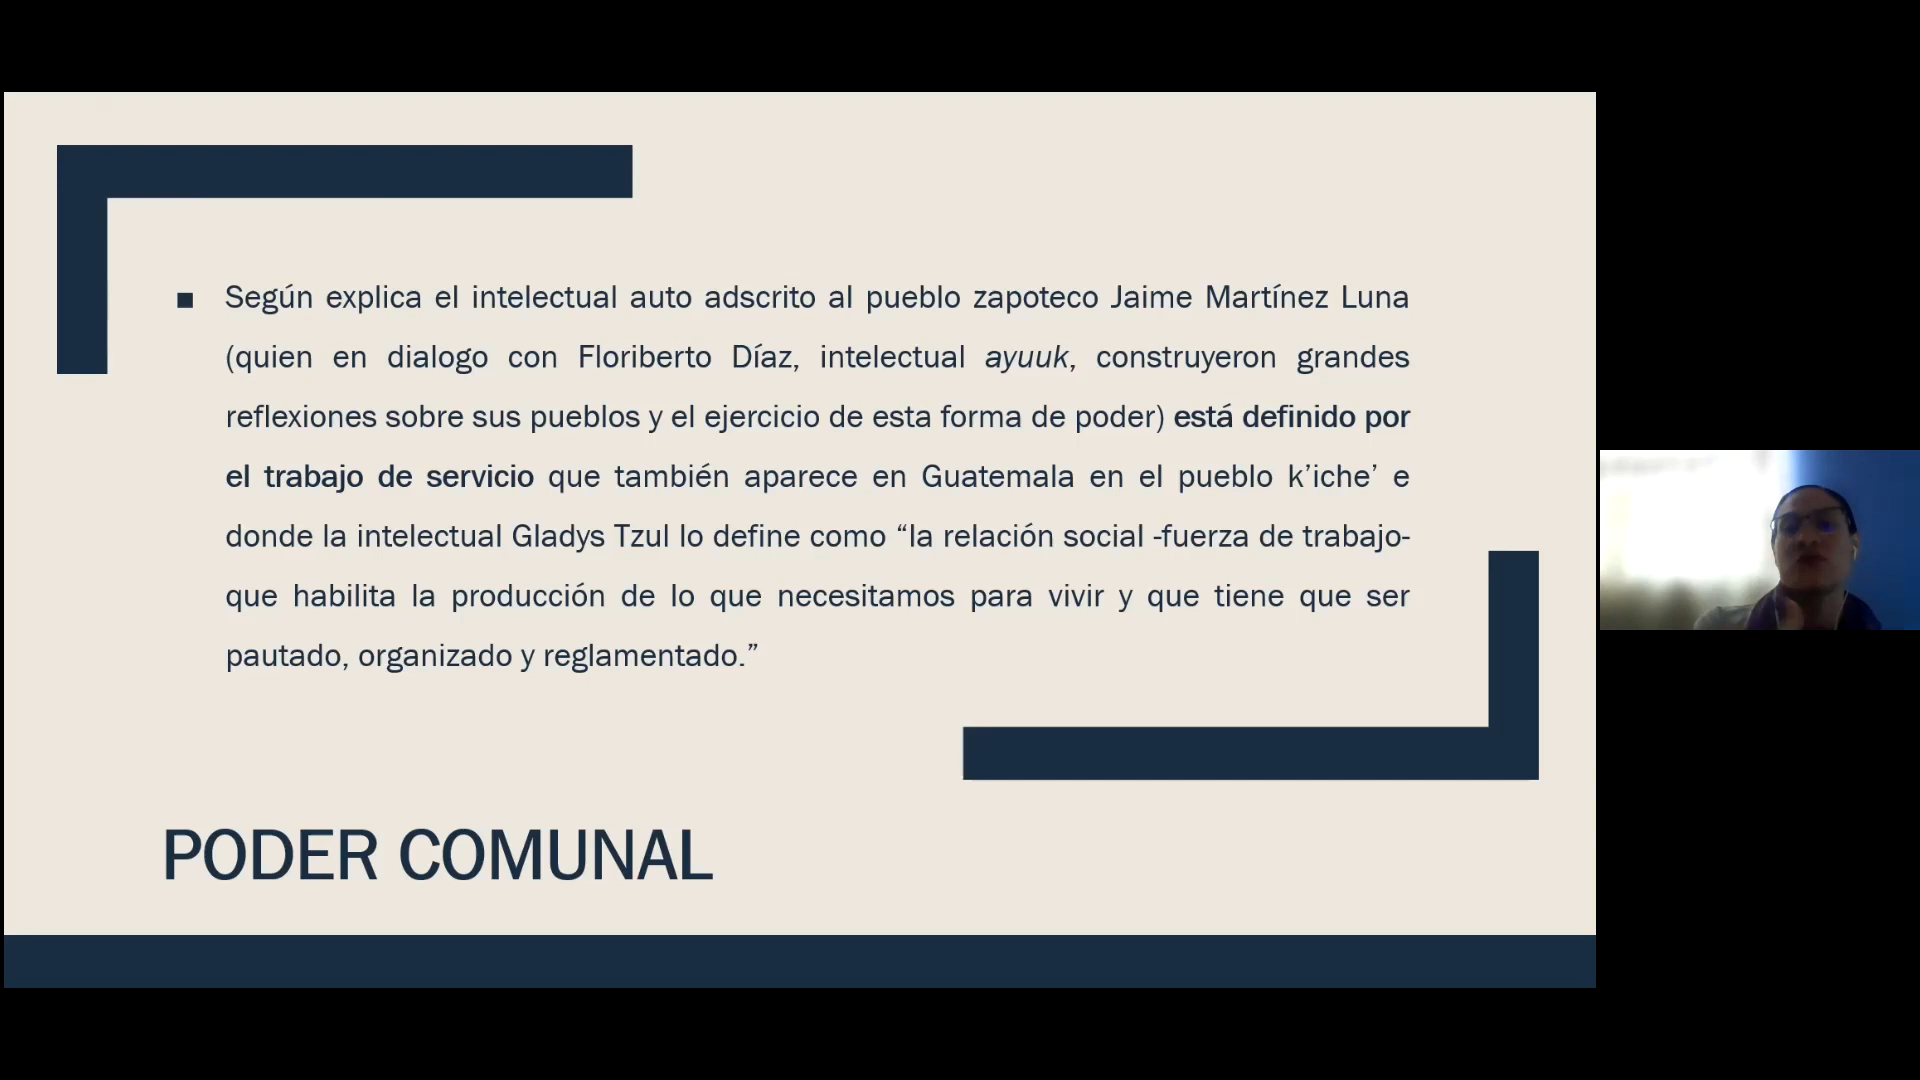 ■ Según explica el intelectual auto adscrito al pueblo zapoteco Jaime Martínez Luna
(quien en dialogo con Floriberto Díaz, intelectual ayuuk, construyeron grandes
reflexiones sobre sus pueblos y el ejercicio de esta forma de poder) está definido por
el trabajo de servicio que también aparece en Guatemala en el pueblo k’iche’ e
donde la intelectual Gladys Tzul lo define como “la relación social -fuerza de trabajo-
que habilita la producción de lo que necesitamos para vivir y que tiene que ser
pautado, organizado y reglamentado.”
PODER COMUNAL